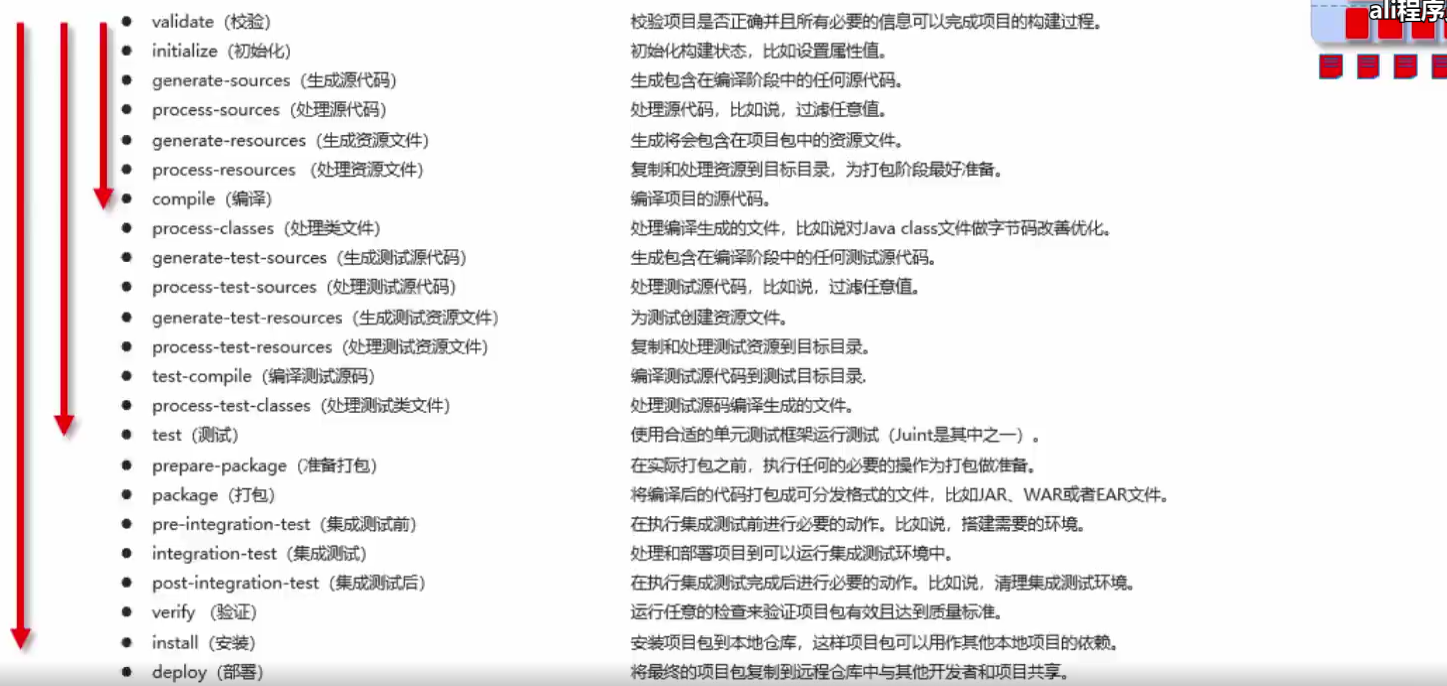 ali程序
validate（校验） 校验项目是否正确并且所有必要的信息可以完成项目的构建过程。
initialize（初始化） 初始化构建状态，比如设置属性值。
generate-sources（生成源代码） 生成包含在编译阶段中的任何源代码。
process-sources（处理源代码） 处理源代码，比如说，过滤任意值。
generate-resources（生成资源文件） 生成将会包含在项目包中的资源文件。
process-resources （处理资源文件） 复制和处理资源到目标目录，为打包阶段最好准备。
compile（编译） 编译项目的源代码。
process-classes（处理类文件） 处理编译生成的文件，比如说对Java class文件做字节码改善优化。
generate-test-sources（生成测试源代码） 生成包含在编译阶段中的任何测试源代码。
process-test-sources（处理测试源代码） 处理测试源代码，比如说，过滤任意值。
generate-test-resources（生成测试资源文件） 为测试创建资源文件。
process-test-resources（处理测试资源文件） 复制和处理测试资源到目标目录。
test-compile（编译测试源码） 编译测试源代码到测试目标目录.
process-test-classes（处理测试类文件） 处理测试源码编译生成的文件。
test（测试） 使用合适的单元测试框架运行测试（Juint是其中之一）。
prepare-package（准备打包） 在实际打包之前，执行任何的必要的操作为打包做准备。
package（打包） 将编译后的代码打包成可分发格式的文件，比如JAR、WAR或者EAR文件。
pre-integration-test（集成测试前） 在执行集成测试前进行必要的动作。比如说，搭建需要的环境。
integration-test（集成测试） 处理和部署项目到可以运行集成测试环境中。
post-integration-test（集成测试后） 在执行集成测试完成后进行必要的动作。比如说，清理集成测试环境。
verify （验证） 运行任意的检查来验证项目包有效且达到质量标准。
install（安装） 安装项目包到本地仓库，这样项目包可以用作其他本地项目的依赖。
deploy（部署） 将最终的项目包复制到远程仓库中与其他开发者和项目共享。